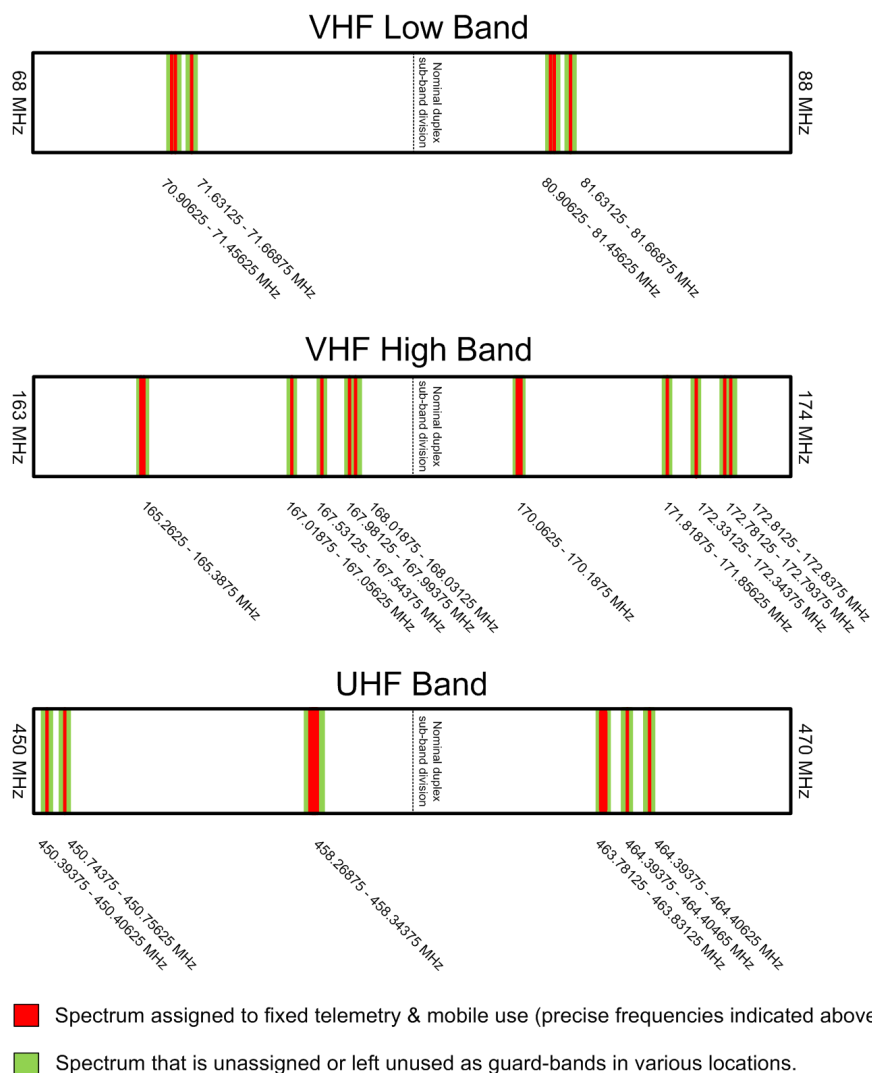 VHF Low Band
68 MHz
Nominal duplex
sub-band division
88 MHz
70.90625 - 71.45625 MHz
71.63125 - 71.66875 MHz
80.90625 - 81.45625 MHz
81.63125 - 81.66875 MHz
VHF High Band
163 MHz
Nominal duplex
sub-band division
174 MHz
165.2625 - 165.3875 MHz
167.01875 - 167.05625 MHz
167.53125 - 167.54375 MHz
167.98125 - 167.99375 MHz
168.01875 - 168.03125 MHz
170.0625 - 170.1875 MHz
171.81875 - 171.85625 MHz
172.33125 - 172.34375 MHz
172.78125 - 172.79375 MHz
172.8125 - 172.8375 MHz
UHF Band
450 MHz
Nominal duplex
sub-band division
470 MHz
450.39375 - 450.40625 MHz
450.74375 - 450.75625 MHz
458.26875 - 458.34375 MHz
463.78125 - 463.83125 MHz
464.39375 - 464.40465 MHz
464.39375 - 464.40625 MHz
Spectrum assigned to fixed telemetry & mobile use (precise frequencies indicated above
Spectrum that is unassigned or left unused as guard-bands in various locations.